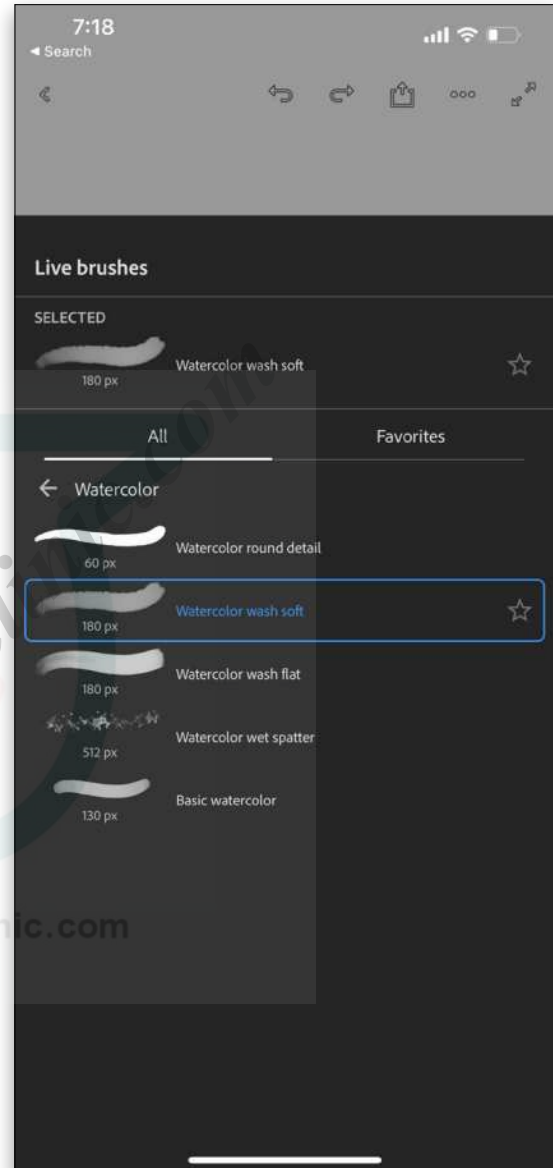 7:18
◄ Search
Live brushes
SELECTED
180 px
Watercolor wash soft
All
Favorites
Watercolor
60 px
Watercolor round detail
180 px
Watercolor wash soft
180 px
Watercolor wash flat
512 px
Watercolor wet spatter
130 px
Basic watercolor
nic.com